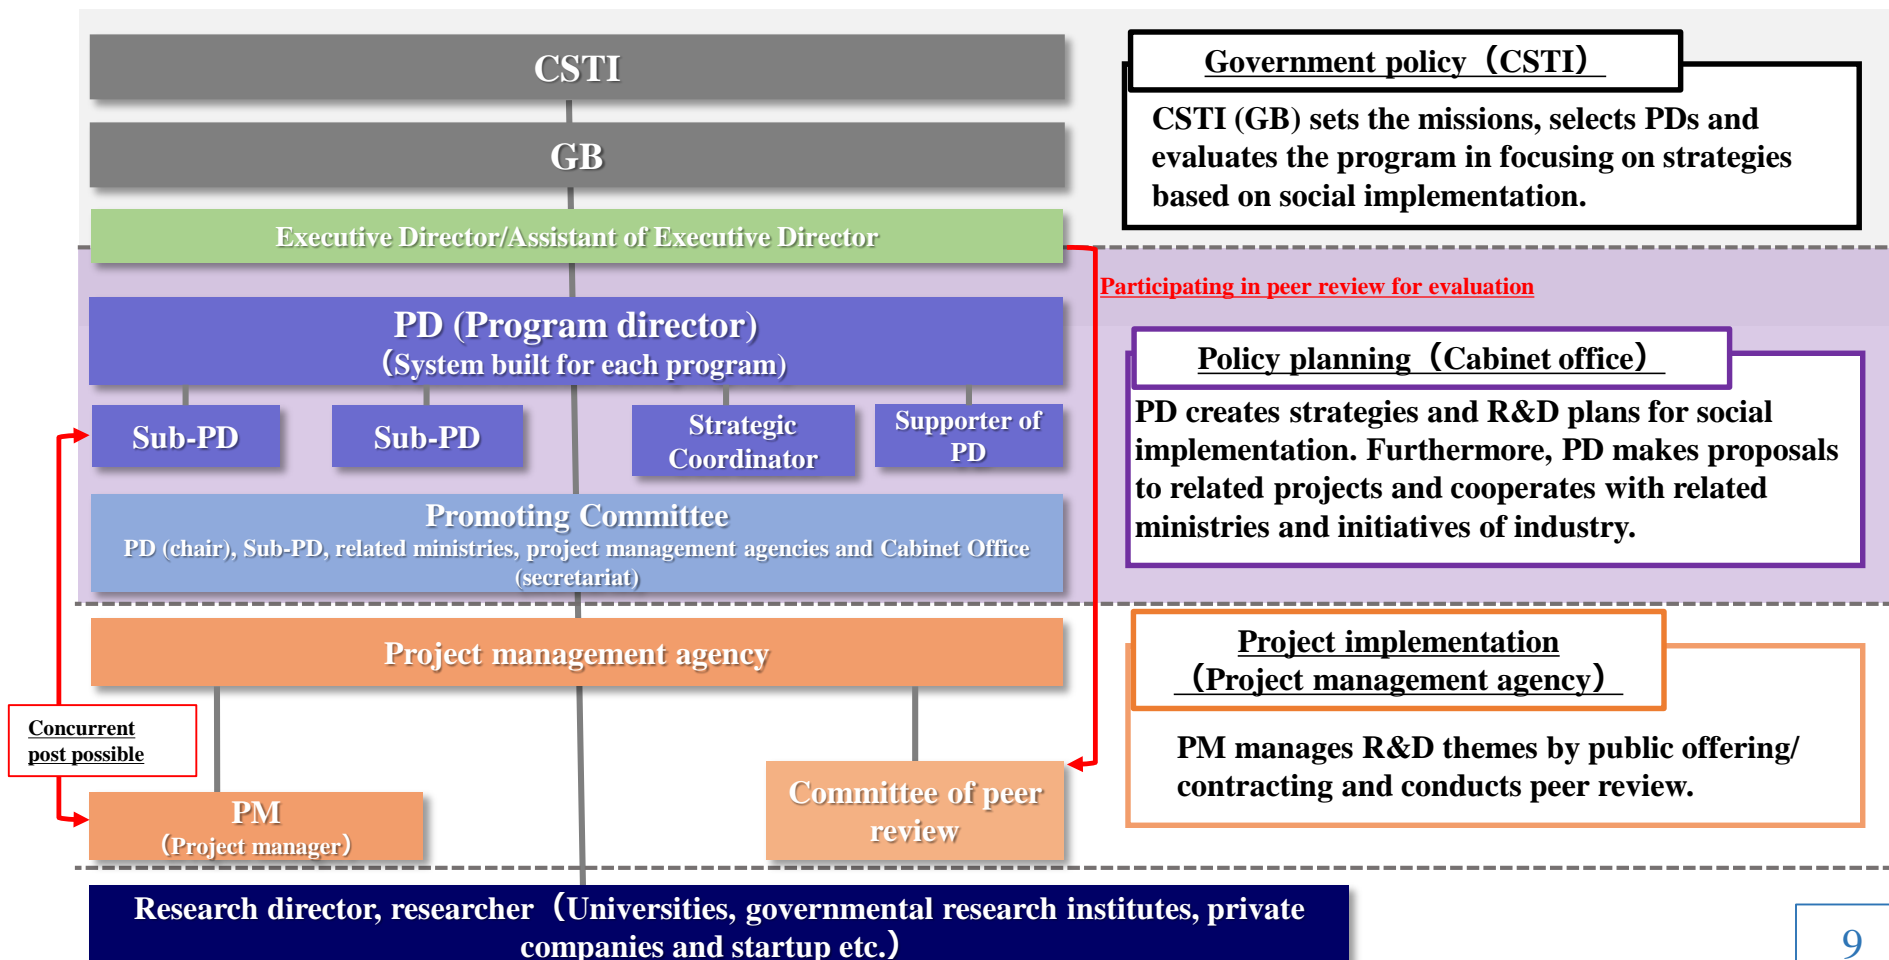 CSTI
GB
Executive Director/Assistant of Executive Director
PD (Program director)
（System built for each program)
Sub-PD
Sub-PD
Strategic
Coordinator
Supporter of
PD
Promoting Committee
PD (chair), Sub-PD, related ministries, project management agencies and Cabinet Office
(secretariat)
Project management agency
Concurrent
post possible
PM
（Project manager）
Committee of peer
review
Research director, researcher（Universities, governmental research institutes, private
companies and startup etc.）
Government policy（CSTI）
CSTI (GB) sets the missions, selects PDs and
evaluates the program in focusing on strategies
based on social implementation.
Participating in peer review for evaluation
Policy planning（Cabinet office）
PD creates strategies and R&D plans for social
implementation. Furthermore, PD makes proposals
to related projects and cooperates with related
ministries and initiatives of industry.
Project implementation
（Project management agency）
PM manages R&D themes by public offering/
contracting and conducts peer review.
9